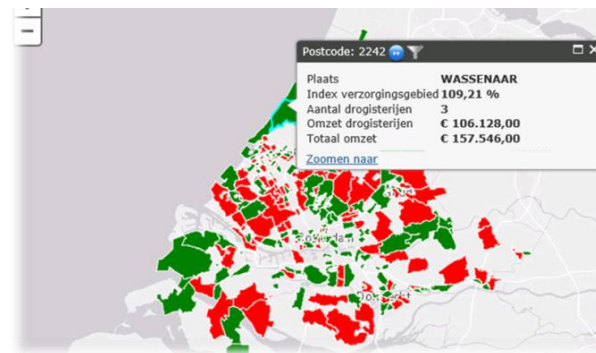 Postcode: 2242
Plaats WASSENAAR
Index verzorgingsgebied 109,21 %
Aantal drogisterijen 3
Omzet drogisterijen € 106.128,00
Totaal omzet € 157.546,00
Zoomen naar